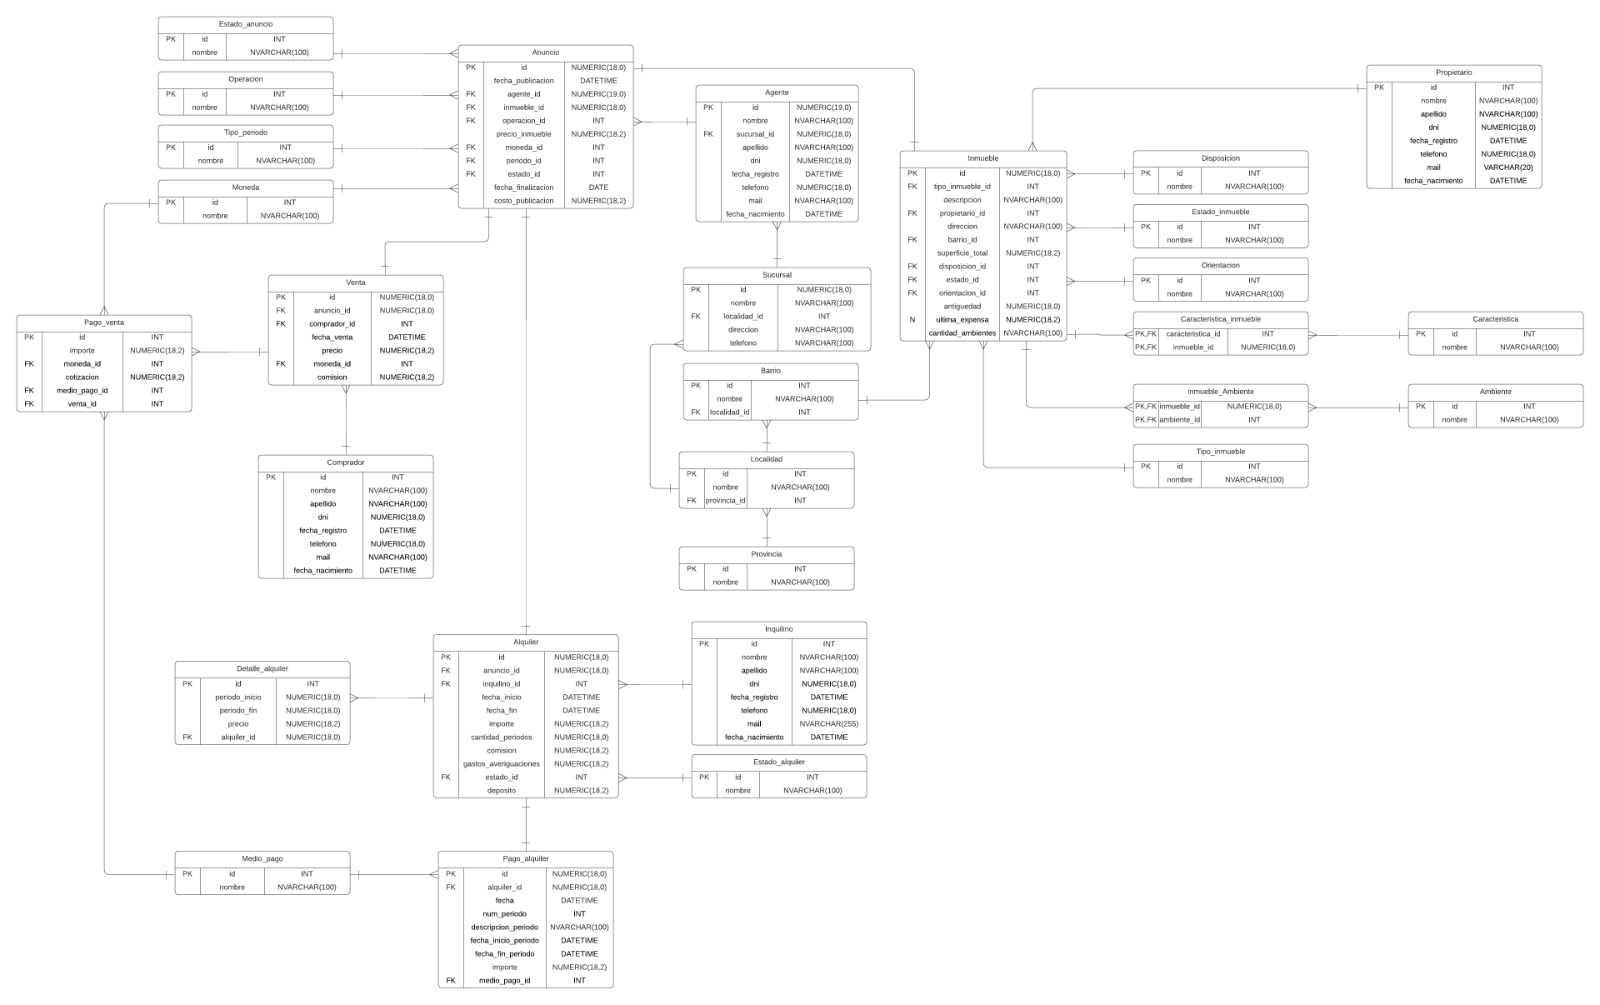 Estado_anuncio
PK id INT
nombre NVARCHAR(100)
Operacion
PK id INT
nombre NVARCHAR(100)
Tipo_periodo
PK id INT
nombre NVARCHAR(100)
Moneda
PK id INT
nombre NVARCHAR(100)
Anuncio
PK id NUMERIC(18,0)
fecha_publicacion DATETIME
FK agente_id NUMERIC(19,0)
FK inmueble_id NUMERIC(18,0)
FK operacion_id INT
precio_inmueble NUMERIC(18,2)
FK moneda_id INT
FK periodo_id INT
FK estado_id INT
fecha_finalizacion DATE
costo_publicacion NUMERIC(18,2)
Agente
PK id NUMERIC(19,0)
nombre NVARCHAR(100)
FK sucursal_id NUMERIC(18,0)
apellido NVARCHAR(100)
dni NUMERIC(18,0)
fecha_registro DATETIME
telefono NUMERIC(18,0)
mail NVARCHAR(100)
fecha_nacimiento DATETIME
Propietario
PK id INT
nombre NVARCHAR(100)
apellido NVARCHAR(100)
dni NUMERIC(18,0)
fecha_registro DATETIME
telefono NUMERIC(18,0)
mail VARCHAR(20)
fecha_nacimiento DATETIME
Inmueble
PK id NUMERIC(18,0)
FK tipo_inmueble_id INT
descripcion NVARCHAR(100)
FK propietario_id INT
direccion NVARCHAR(100)
FK barrio_id INT
superficie_total NUMERIC(18,2)
FK disposicion_id INT
FK estado_id INT
FK orientacion_id INT
antiguedad NUMERIC(18,0)
N ultima_expensa NUMERIC(18,2)
cantidad_ambientes NVARCHAR(100)
Disposicion
PK id INT
nombre NVARCHAR(100)
Estado_inmueble
PK id INT
nombre NVARCHAR(100)
Orientacion
PK id INT
nombre NVARCHAR(100)
Caracteristica_inmueble
PK,FK caracteristica_id INT
PK,FK inmueble_id NUMERIC(18,0)
Caracteristica
PK id INT
nombre NVARCHAR(100)
Inmueble_Ambiente
PK,FK inmueble_id NUMERIC(18,0)
PK,FK ambiente_id INT
Ambiente
PK id INT
nombre NVARCHAR(100)
Tipo_inmueble
PK id INT
nombre NVARCHAR(100)
Sucursal
PK id NUMERIC(18,0)
nombre NVARCHAR(100)
FK localidad_id INT
direccion NVARCHAR(100)
telefono NVARCHAR(100)
Barrio
PK id INT
nombre NVARCHAR(100)
FK localidad_id INT
Localidad
PK id INT
nombre NVARCHAR(100)
FK provincia_id INT
Provincia
PK id INT
nombre NVARCHAR(100)
Venta
PK id NUMERIC(18,0)
FK anuncio_id NUMERIC(18,0)
FK comprador_id INT
fecha_venta DATETIME
precio NUMERIC(18,2)
FK moneda_id INT
comision NUMERIC(18,2)
Pago_venta
PK id INT
importe NUMERIC(18,2)
FK moneda_id INT
cotizacion NUMERIC(18,2)
FK medio_pago_id INT
FK venta_id INT
Comprador
PK id INT
nombre NVARCHAR(100)
apellido NVARCHAR(100)
dni NUMERIC(18,0)
fecha_registro DATETIME
telefono NUMERIC(18,0)
mail NVARCHAR(100)
fecha_nacimiento DATETIME
Detalle_alquiler
PK id INT
periodo_inicio NUMERIC(18,0)
periodo_fin NUMERIC(18,0)
precio NUMERIC(18,2)
FK alquiler_id NUMERIC(18,0)
Alquiler
PK id NUMERIC(18,0)
FK anuncio_id NUMERIC(18,0)
FK inquilino_id INT
fecha_inicio DATETIME
fecha_fin DATETIME
importe NUMERIC(18,2)
cantidad_periodos NUMERIC(18,0)
comision NUMERIC(18,2)
gastos_averiguaciones NUMERIC(18,2)
FK estado_id INT
deposito NUMERIC(18,2)
Inquilino
PK id INT
nombre NVARCHAR(100)
apellido NVARCHAR(100)
dni NUMERIC(18,0)
fecha_registro DATETIME
telefono NUMERIC(18,0)
mail NVARCHAR(255)
fecha_nacimiento DATETIME
Estado_alquiler
PK id INT
nombre NVARCHAR(100)
Medio_pago
PK id INT
nombre NVARCHAR(100)
Pago_alquiler
PK id NUMERIC(18,0)
FK alquiler_id NUMERIC(18,0)
fecha DATETIME
num_periodo INT
descripcion_periodo NVARCHAR(100)
fecha_inicio_periodo DATETIME
fecha_fin_periodo DATETIME
importe NUMERIC(18,2)
FK medio_pago_id INT